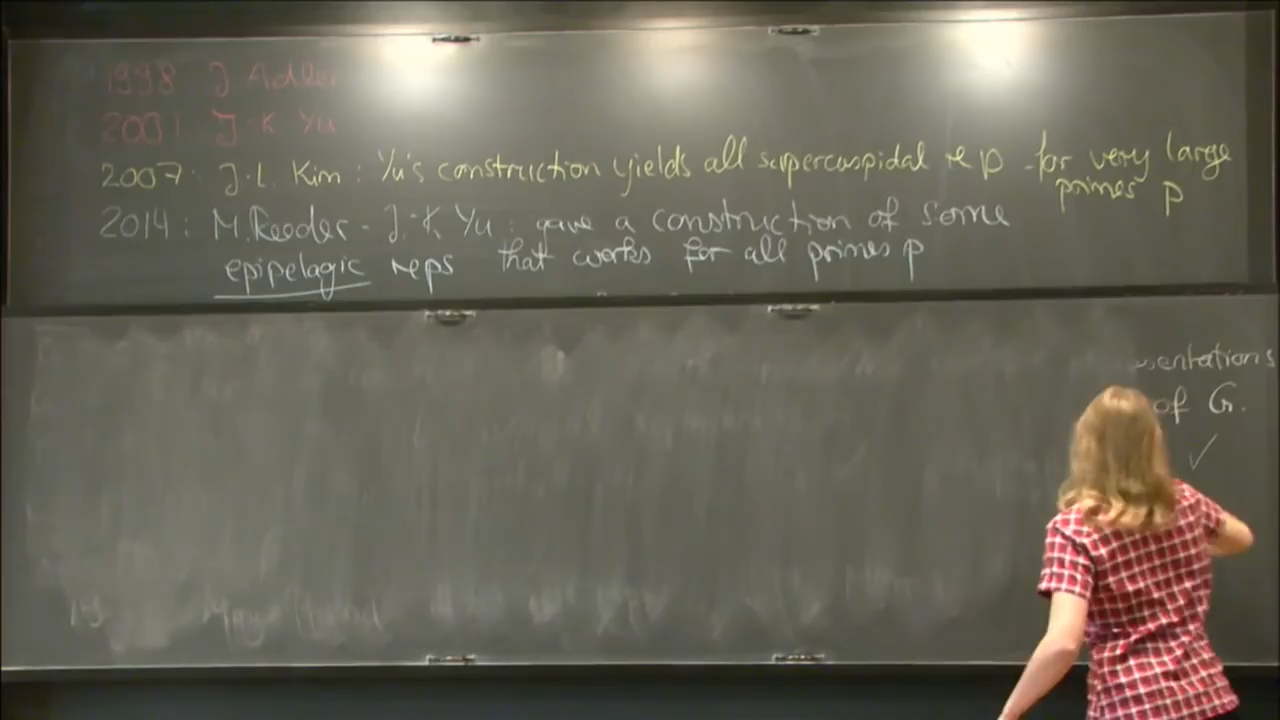 1998 J Adler
2001 J-K Yu
2007: J.-L. Kim: Yu's construction yields all supercuspidal rep for very large
primes p
2014: M. Reeder - J.-K. Yu: gave a construction of some
epipelagic reps that works for all primes p
sentations
of G.
✓